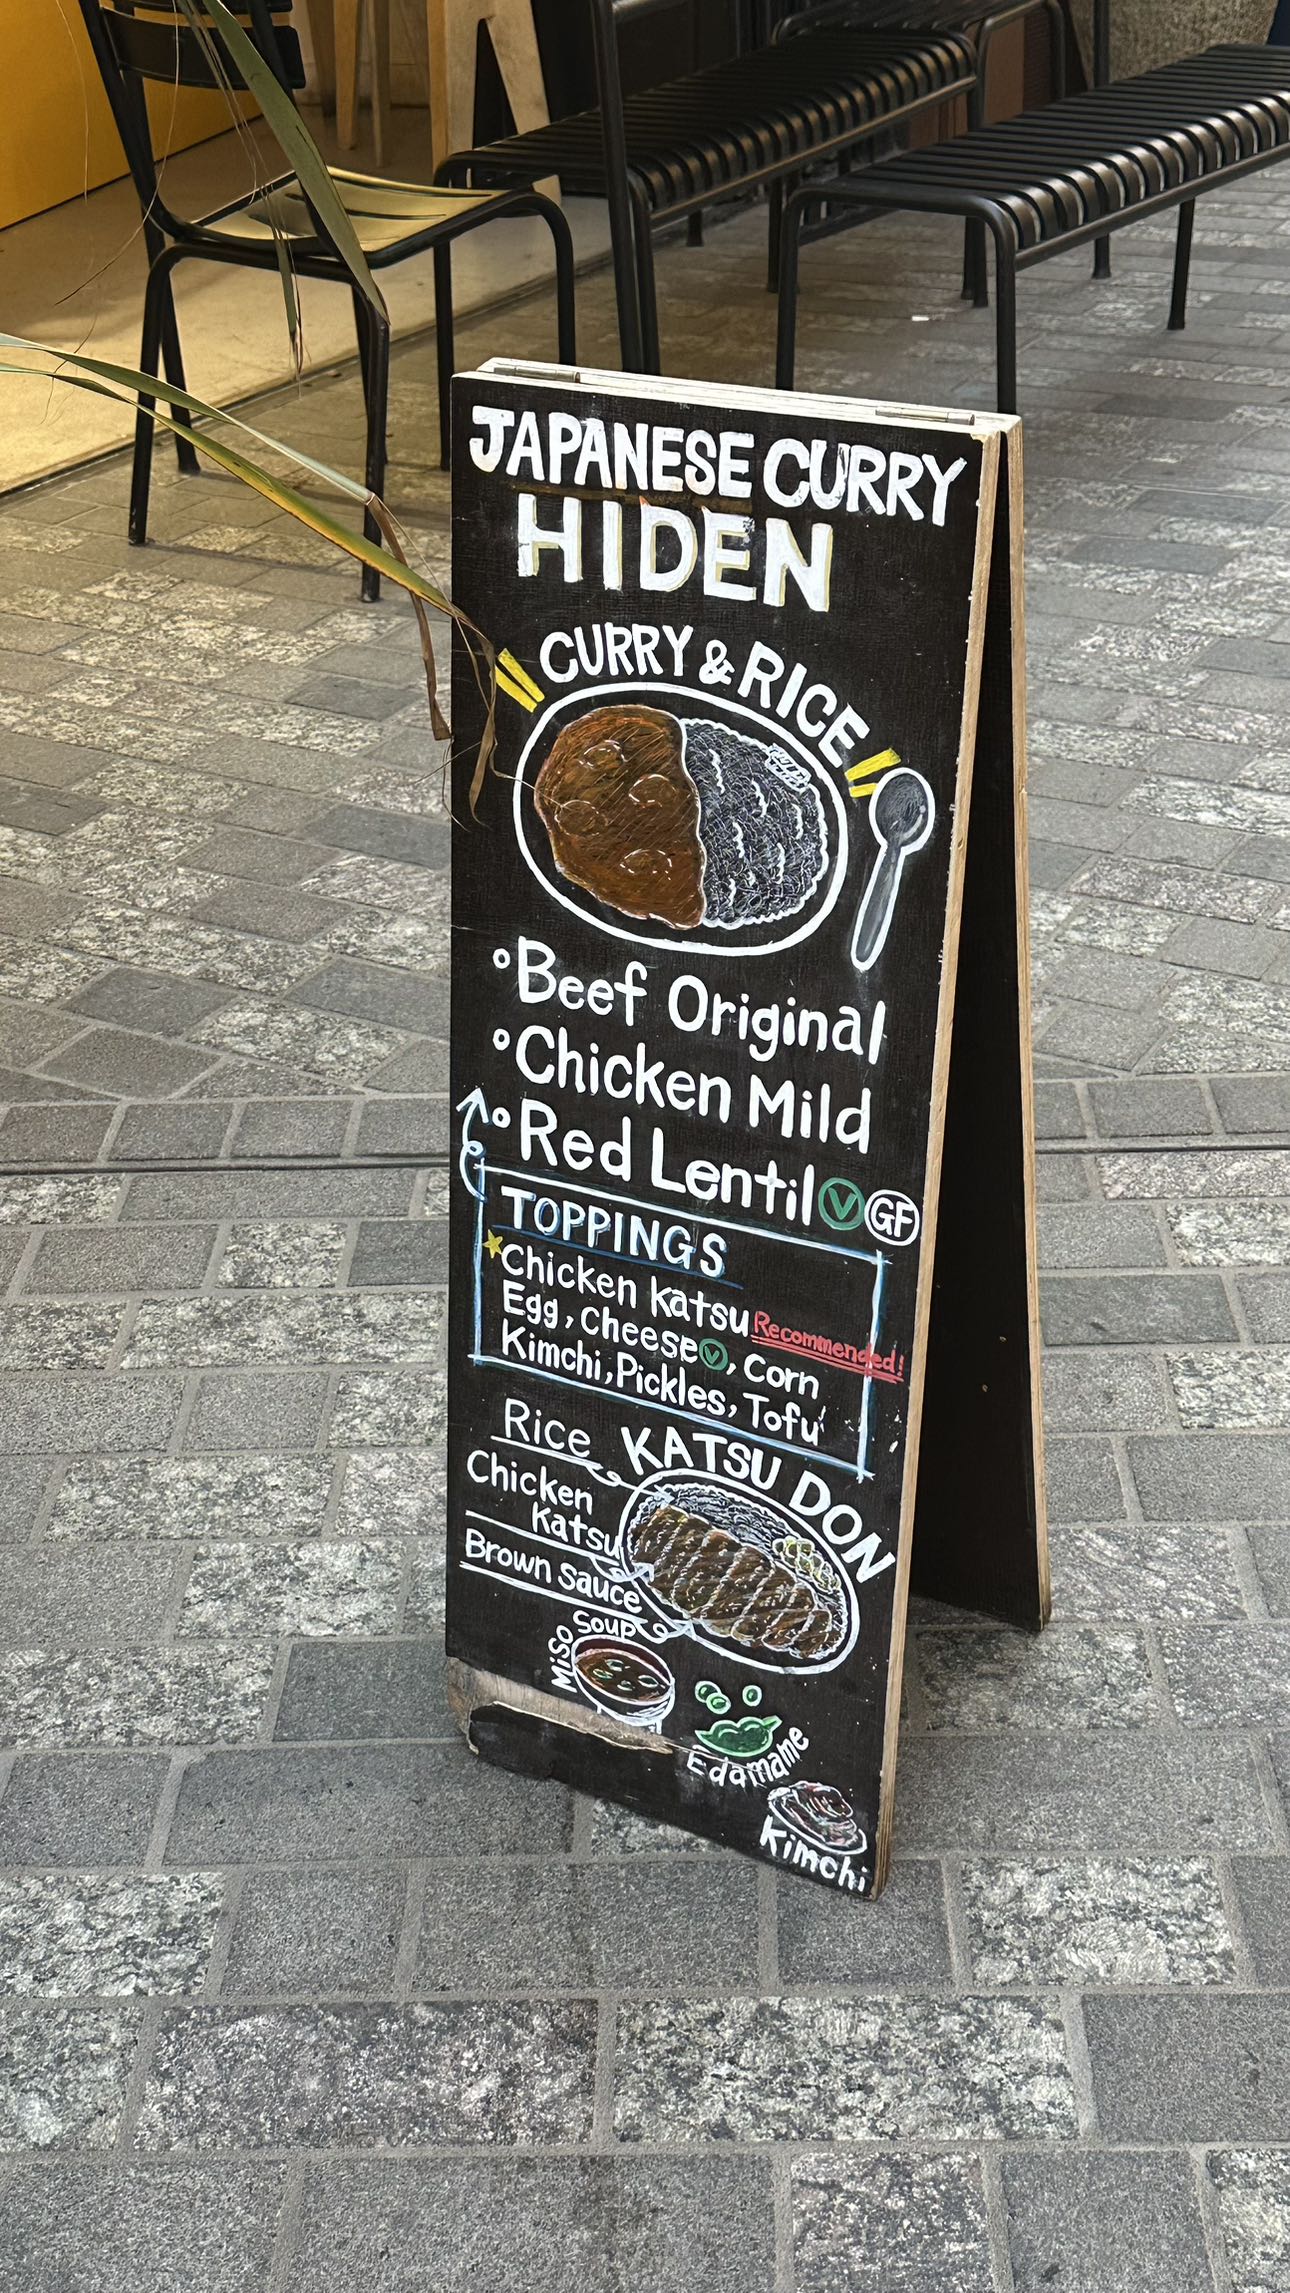 JAPANESE CURRY
HIDEN
CURRY & RICE
Beef Original
Chicken Mild
Red Lentil V GF
TOPPINGS
Chicken Katsu Recommended!
Egg, Cheese V, Corn
Kimchi, Pickles, Tofu
KATSU DON
Rice
Chicken
Katsu
Brown sauce
Miso Soup
Edamame
Kimchi